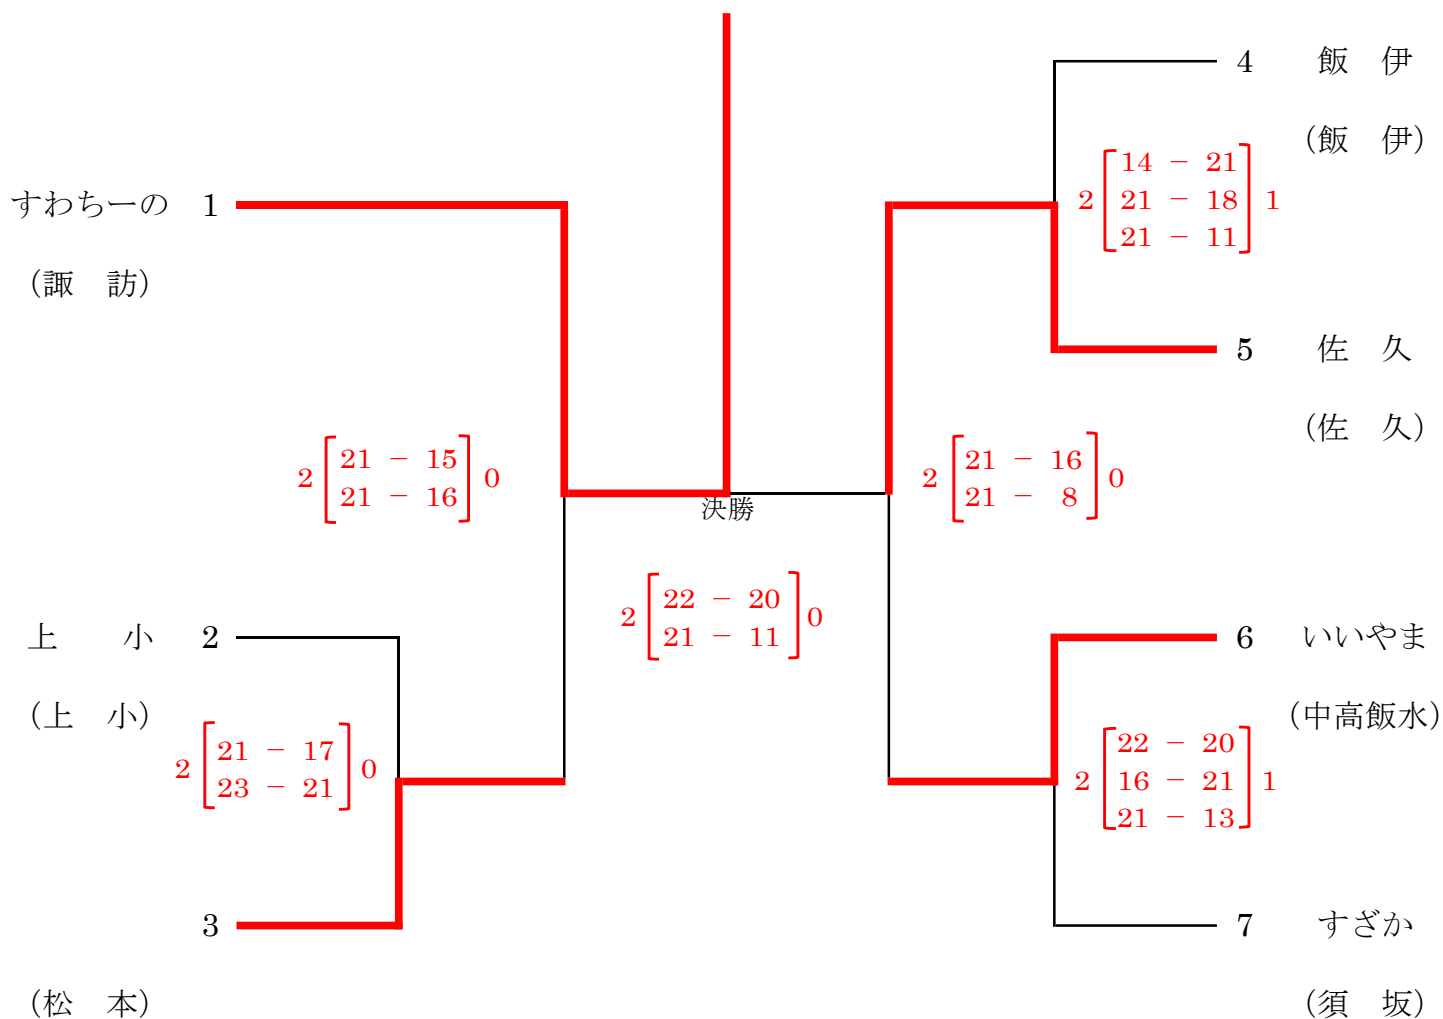 すわちーの 1
(諏 訪)
2 21 − 15 0
21 − 16
上 小 2
(上 小)
2 21 − 17 0
23 − 21
3
(松 本)
決勝
2 22 − 20 0
21 − 11
4 飯 伊
(飯 伊)
14 − 21
2 21 − 18 1
21 − 11
5 佐 久
(佐 久)
2 21 − 16 0
21 − 8
6 いいやま
(中高飯水)
22 − 20
2 16 − 21 1
21 − 13
7 すざか
(須 坂)